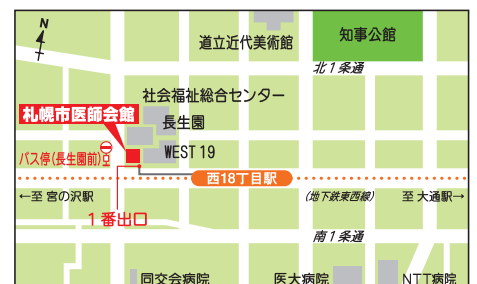 N
道立近代美術館
知事公館
北1条通
社会福祉総合センター
札幌市医師会館
長生園
バス停(長生園前)
WEST 19
西18丁目駅
←至 宮の沢駅
(地下鉄東西線)
至 大通駅→
1番出口
南1条通
同交会病院
医大病院
NTT病院